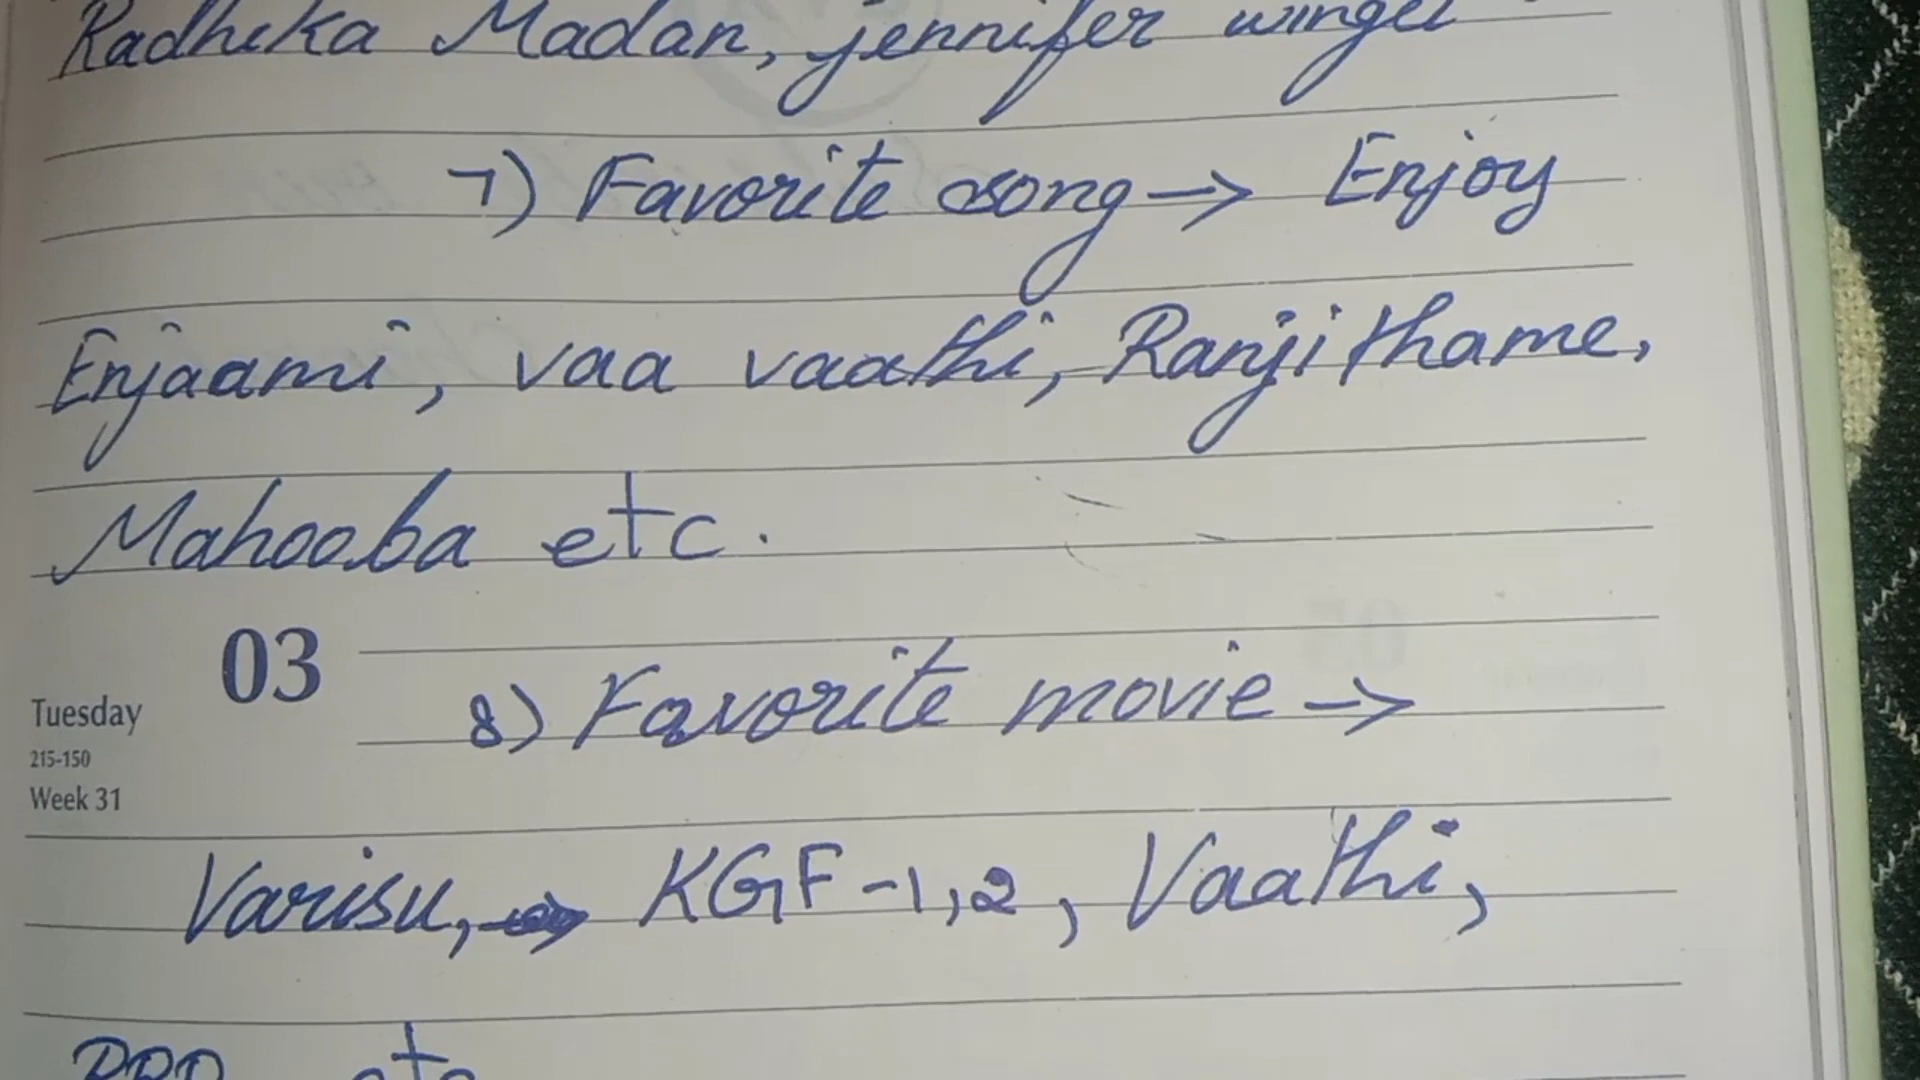 Radhika Madan, jennifer winget
7) Favorite song → Enjoy
Enjaami, vaa vaathi, Ranjithame,
Mahooba etc.
03
8) Favorite movie →
Tuesday
215-150
Week 31
Varisu, KGF-1,2, Vaathi,
etc